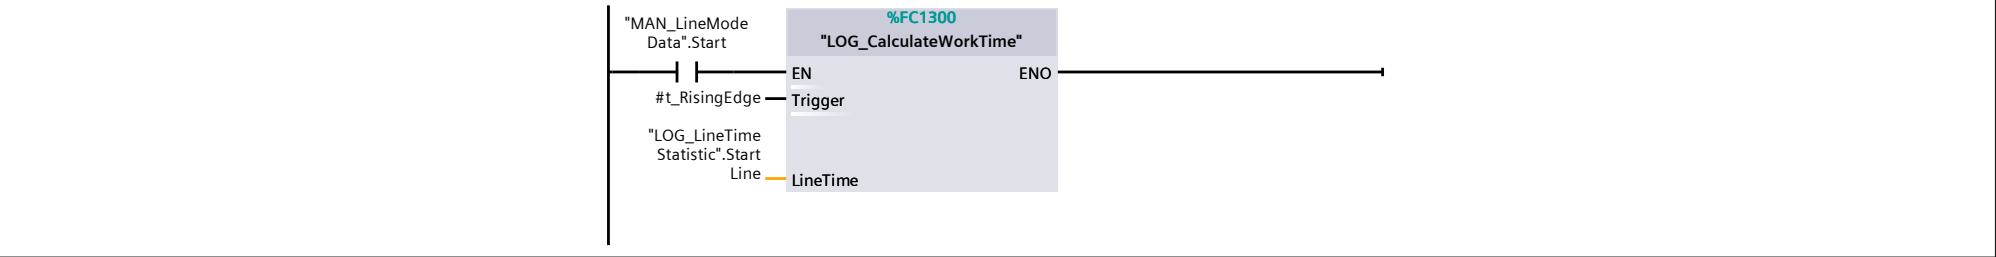 "MAN_LineMode
Data".Start
%FC1300
"LOG_CalculateWorkTime"
EN
ENO
#t_RisingEdge
Trigger
"LOG_LineTime
Statistic".Start
Line
LineTime